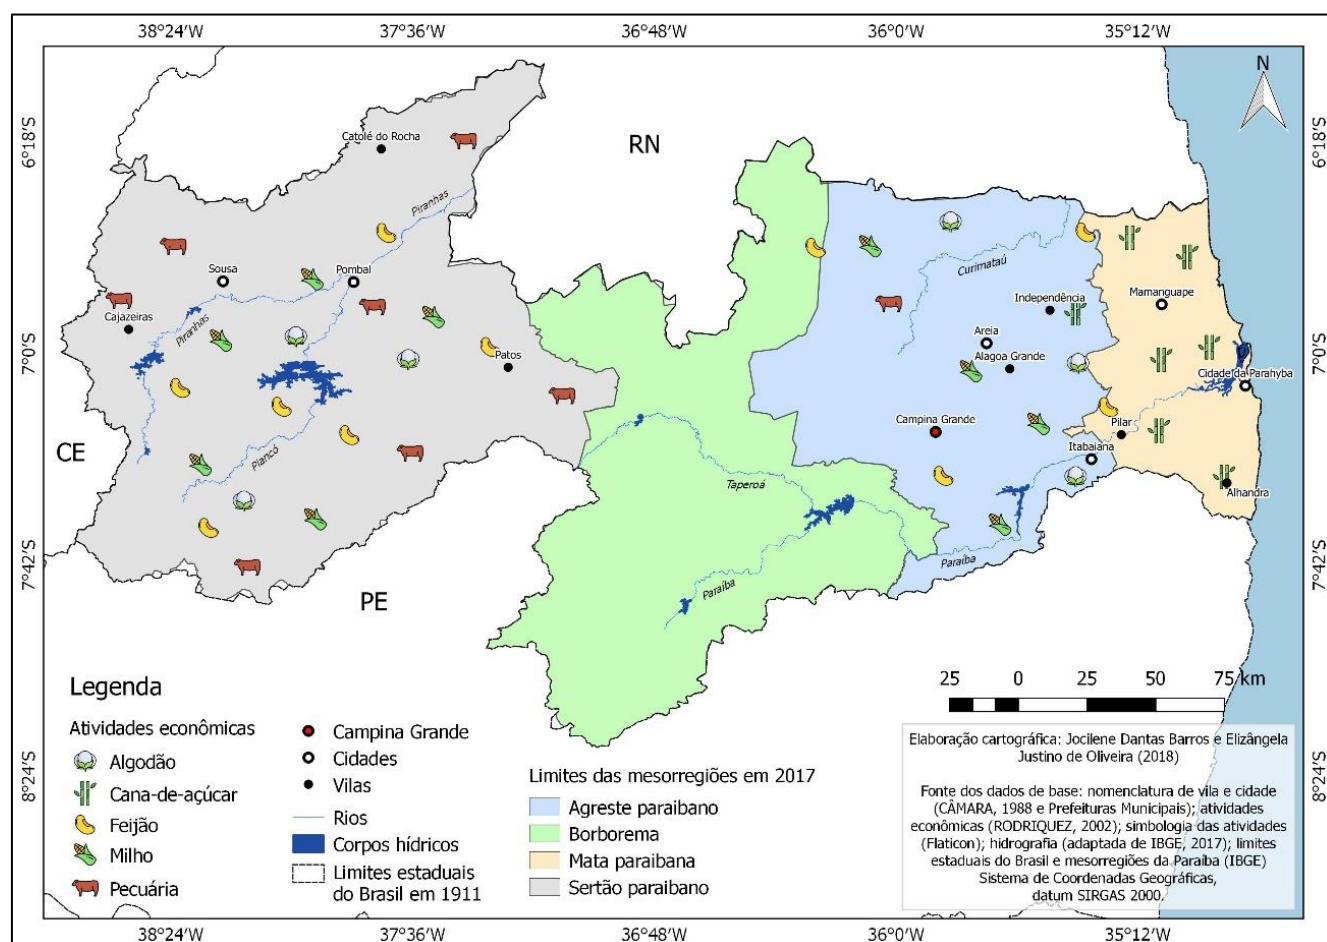 38°24'W 37°36'W 36°48'W 36°0'W 35°12'W
N
6°18'S 6°18'S
RN
Catolé do Rocha
Piranhas
Sousa
Pombal
Curimataú
Mamanguape
Independência
Cajazeiras
Piranhas
Areia
7°0'S 7°0'S
Patos
Alagoa Grande
Cidade da Parahyba
Campina Grande
Pilar
CE
Piancó
Itabaiana
Taperoá
Alhandra
7°42'S 7°42'S
Paraíba
Paraíba
PE
Legenda
Atividades econômicas
Algodão
Cana-de-açúcar
Feijão
Milho
Pecuária
Campina Grande
Cidades
Vilas
Rios
Corpos hídricos
Limites estaduais
do Brasil em 1911
Limites das mesorregiões em 2017
Agreste paraibano
Borborema
Mata paraibana
Sertão paraibano
25 0 25 50 75 km
Elaboração cartográfica: Jocilene Dantas Barros e Elizângela
Justino de Oliveira (2018)
Fonte dos dados de base: nomenclatura de vila e cidade
(CÂMARA, 1988 e Prefeituras Municipais); atividades
econômicas (RODRIQUEZ, 2002); simbologia das atividades
(Flaticon); hidrografia (adaptada de IBGE, 2017); limites
estaduais do Brasil e mesorregiões da Paraíba (IBGE)
Sistema de Coordenadas Geográficas,
datum SIRGAS 2000.
8°24'S 8°24'S
38°24'W 37°36'W 36°48'W 36°0'W 35°12'W